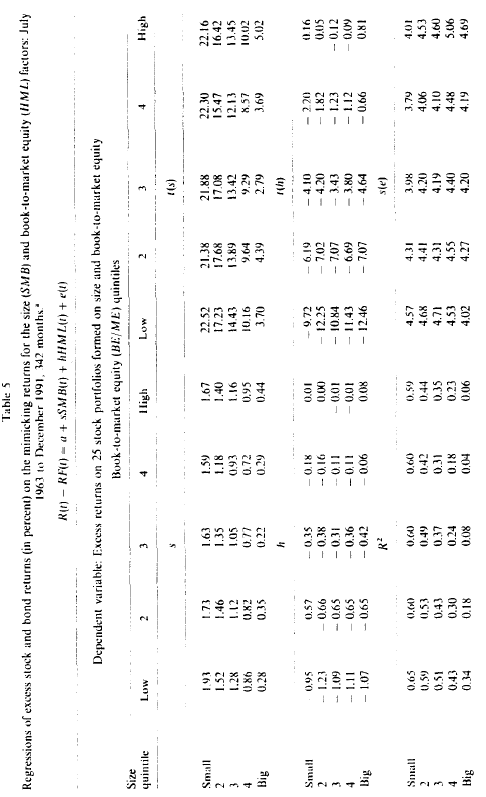 Table 5
Regressions of excess stock and bond returns (in percent) on the mimicking returns for the size (SMB) and book-to-market equity (HML) factors: July
1963 to December 1991, 342 months.ᵃ
R(t) − RF(t) = a + sSMB(t) + hHML(t) + e(t)
Dependent variable: Excess returns on 25 stock portfolios formed on size and book-to-market equity
Book-to-market equity (BE/ME) quintiles
Size
quintile Low 2 3 4 High Low 2 3 4 High
s t(s)
Small 1.93 1.73 1.63 1.59 1.67 22.52 21.38 21.88 22.30 22.16
2 1.52 1.46 1.35 1.18 1.40 17.23 17.68 17.08 15.47 16.42
3 1.28 1.12 1.05 0.93 1.16 14.43 13.89 13.42 12.13 13.45
4 0.86 0.82 0.77 0.72 0.95 10.16 9.64 9.29 8.57 10.02
Big 0.28 0.35 0.22 0.29 0.44 3.70 4.39 2.79 3.69 5.02
h t(h)
Small 0.95 0.57 − 0.35 − 0.18 0.01 − 9.72 − 6.19 − 4.10 − 2.20 0.16
2 − 1.23 − 0.66 − 0.38 − 0.16 0.00 − 12.25 − 7.02 − 4.20 − 1.82 0.05
3 − 1.09 − 0.65 − 0.31 − 0.11 − 0.01 − 10.84 − 7.07 − 3.43 − 1.23 − 0.12
4 − 1.11 − 0.65 − 0.36 − 0.11 − 0.01 − 11.43 − 6.69 − 3.80 − 1.12 − 0.09
Big − 1.07 − 0.65 − 0.42 − 0.06 0.08 − 12.46 − 7.07 − 4.64 − 0.66 0.81
R² s(e)
Small 0.65 0.60 0.60 0.60 0.59 4.57 4.31 3.98 3.79 4.01
2 0.59 0.53 0.49 0.42 0.44 4.68 4.41 4.20 4.06 4.53
3 0.51 0.43 0.37 0.31 0.35 4.71 4.31 4.19 4.10 4.60
4 0.43 0.30 0.24 0.18 0.23 4.53 4.55 4.40 4.48 5.06
Big 0.34 0.18 0.08 0.04 0.06 4.02 4.27 4.20 4.19 4.69